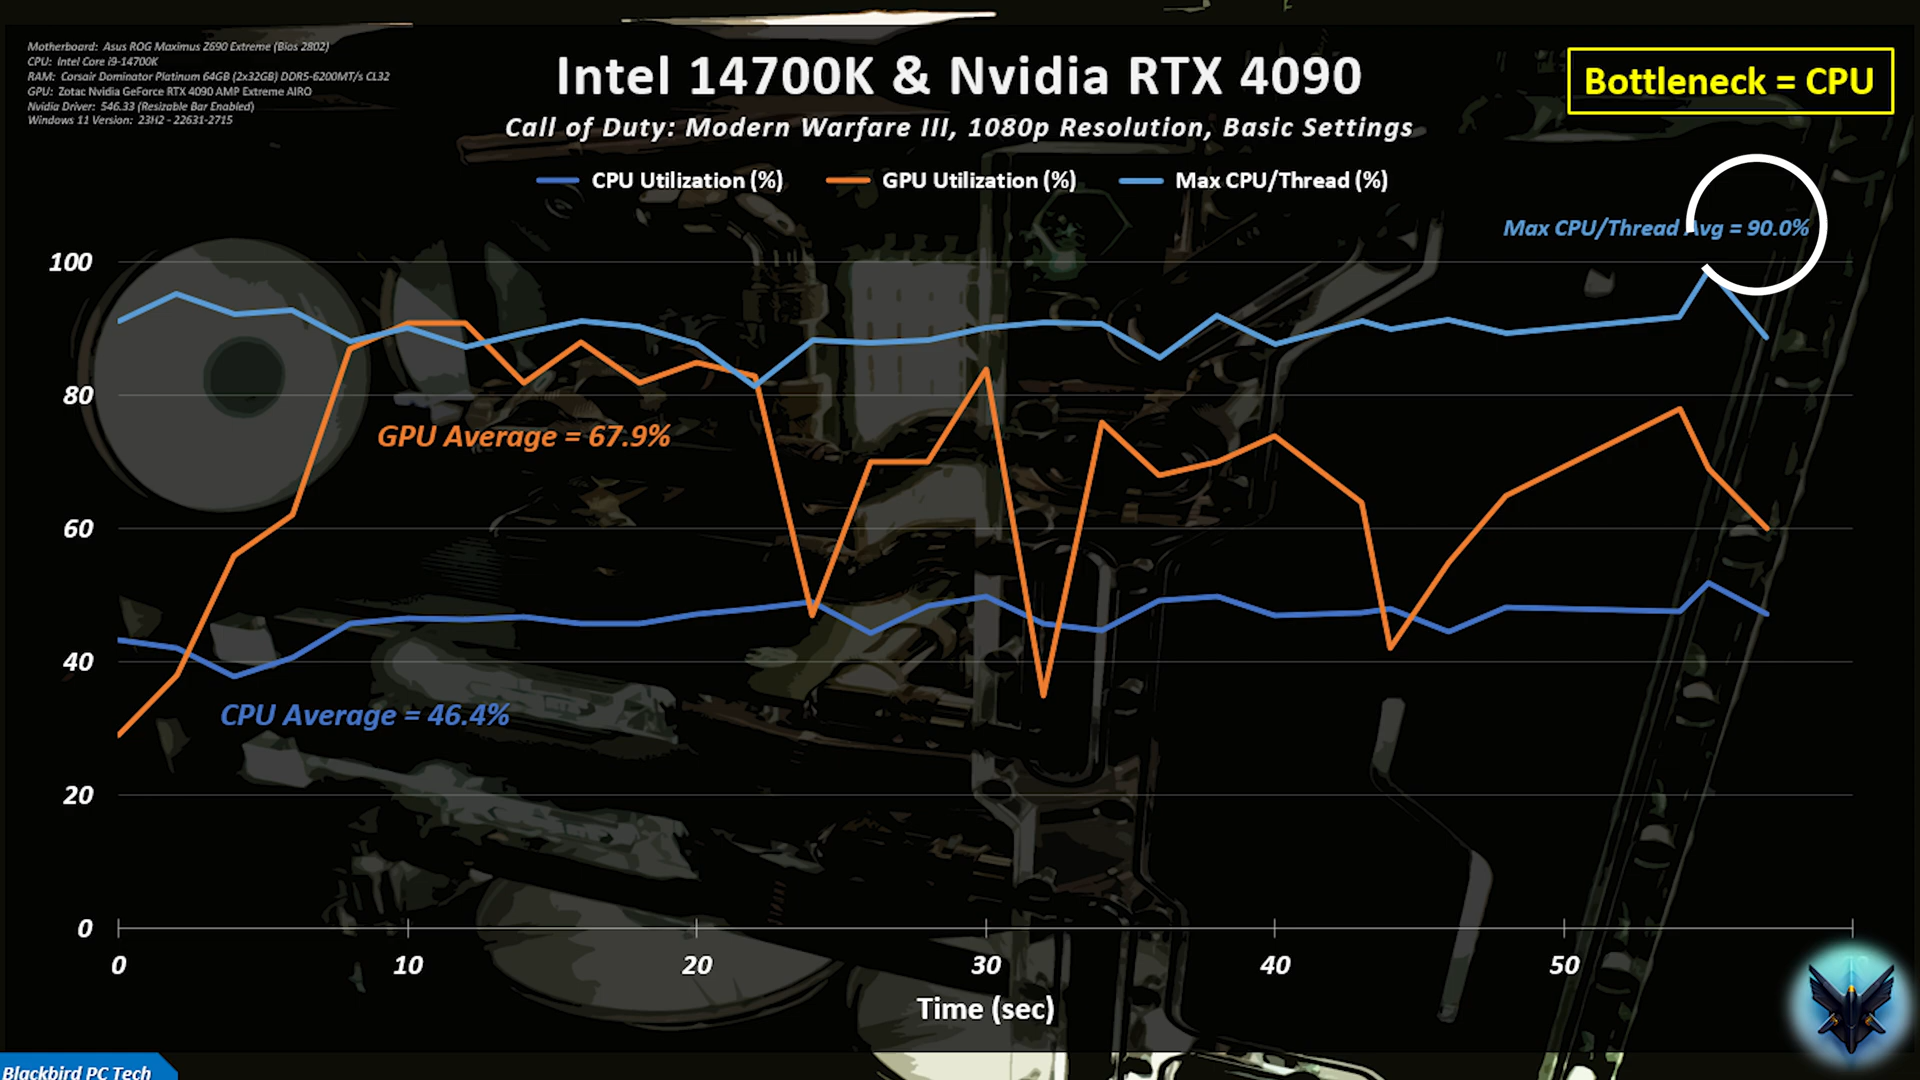 Motherboard: Asus ROG Maximus Z690 Extreme (Bios 2802)
CPU: Intel Core i9-14700K
RAM: Corsair Dominator Platinum 64GB (2x32GB) DDR5-6200MT/s CL32
GPU: Zotac Nvidia GeForce RTX 4090 AMP Extreme AIRO
Nvidia Driver: 546.33 (Resizable Bar Enabled)
Windows 11 Version: 23H2 - 22631-2715
Intel 14700K & Nvidia RTX 4090
Call of Duty: Modern Warfare III, 1080p Resolution, Basic Settings
Bottleneck = CPU
CPU Utilization (%) GPU Utilization (%) Max CPU/Thread (%)
Max CPU/Thread Avg = 90.0%
100
80
GPU Average = 67.9%
60
40
CPU Average = 46.4%
20
0
0 10 20 30 40 50
Time (sec)
Blackbird PC Tech